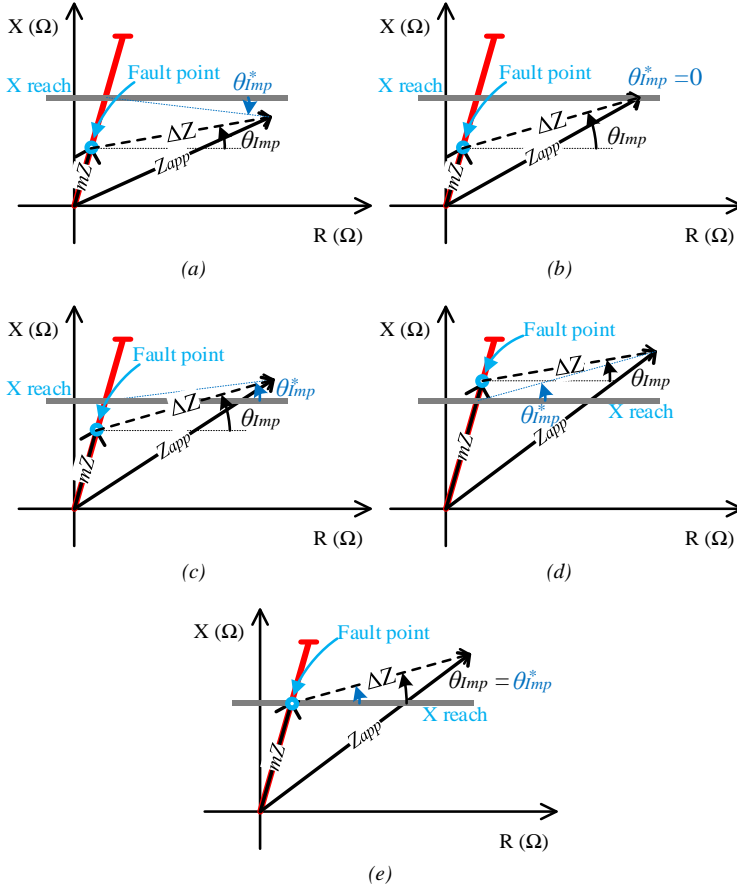 X (Ω)
Fault point
X reach
θ*Imp
ΔZ
θImp
mZ
Zapp
R (Ω)
(a)
X (Ω)
Fault point
X reach
θ*Imp =0
ΔZ
θImp
mZ
Zapp
R (Ω)
(b)
X (Ω)
Fault point
X reach
θ*Imp
ΔZ
θImp
mZ
Zapp
R (Ω)
(c)
X (Ω)
Fault point
ΔZ
θImp
X reach
θ*Imp
mZ
Zapp
R (Ω)
(d)
X (Ω)
Fault point
ΔZ
θImp = θ*Imp
X reach
mZ
Zapp
R (Ω)
(e)